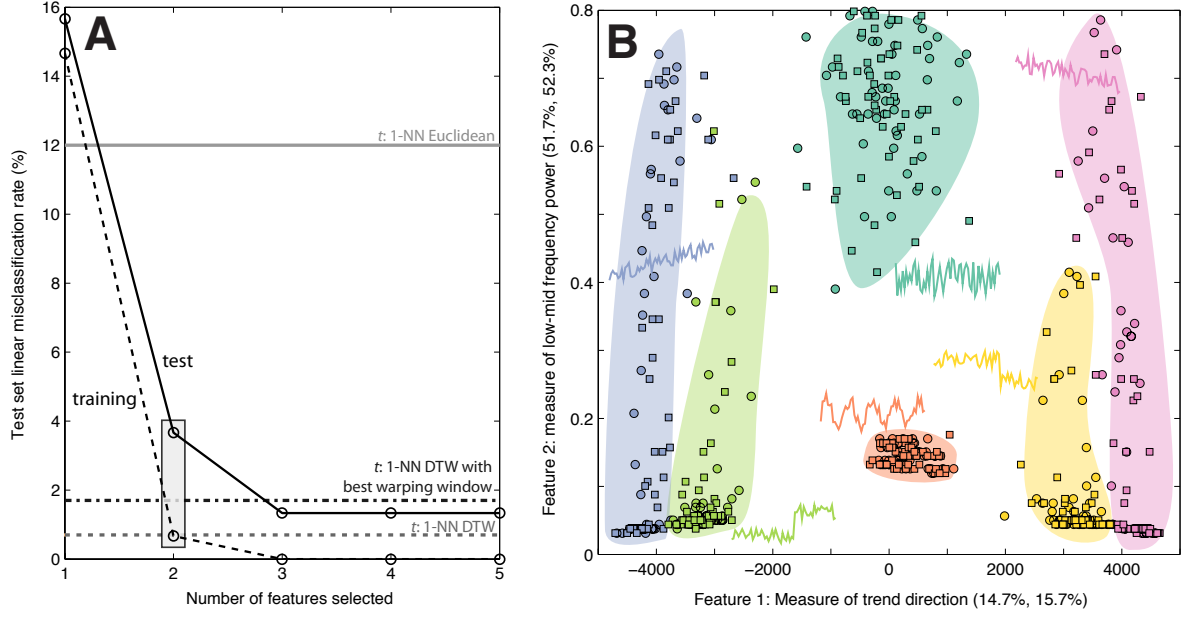 A
16
14
12
10
8
6
4
2
0
1
2
3
4
5
Test set linear misclassification rate (%)
Number of features selected
t: 1-NN Euclidean
test
training
t: 1-NN DTW with
best warping window
t: 1-NN DTW
B
0.8
0.6
0.4
0.2
0
−4000
−2000
0
2000
4000
Feature 2: measure of low-mid frequency power (51.7%, 52.3%)
Feature 1: Measure of trend direction (14.7%, 15.7%)